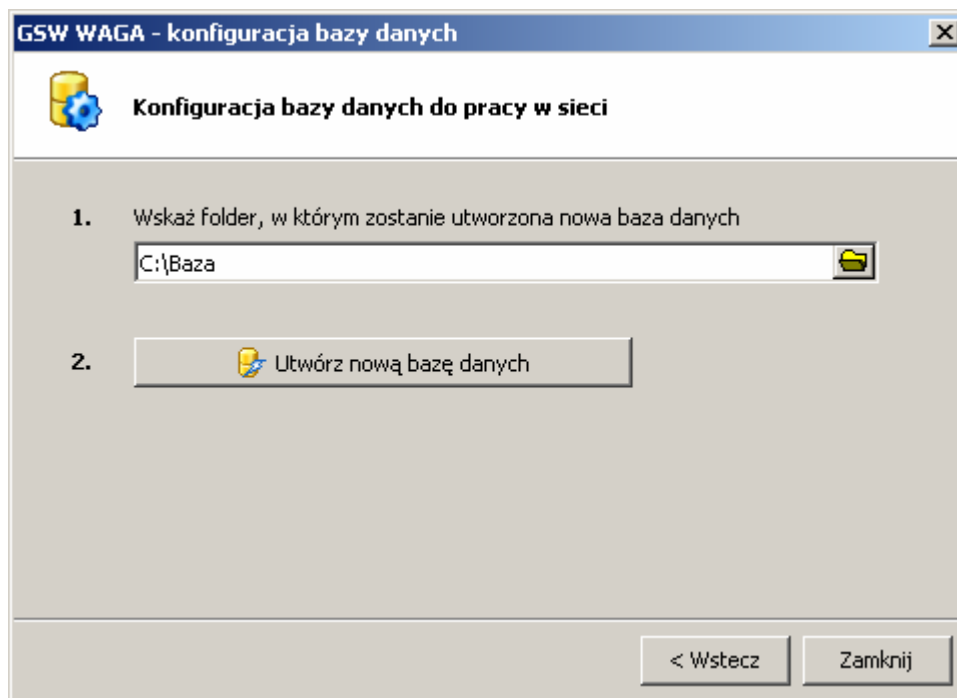 GSW WAGA - konfiguracja bazy danych
Konfiguracja bazy danych do pracy w sieci
1. Wskaż folder, w którym zostanie utworzona nowa baza danych
C:\Baza
2. Utwórz nową bazę danych
< Wstecz Zamknij